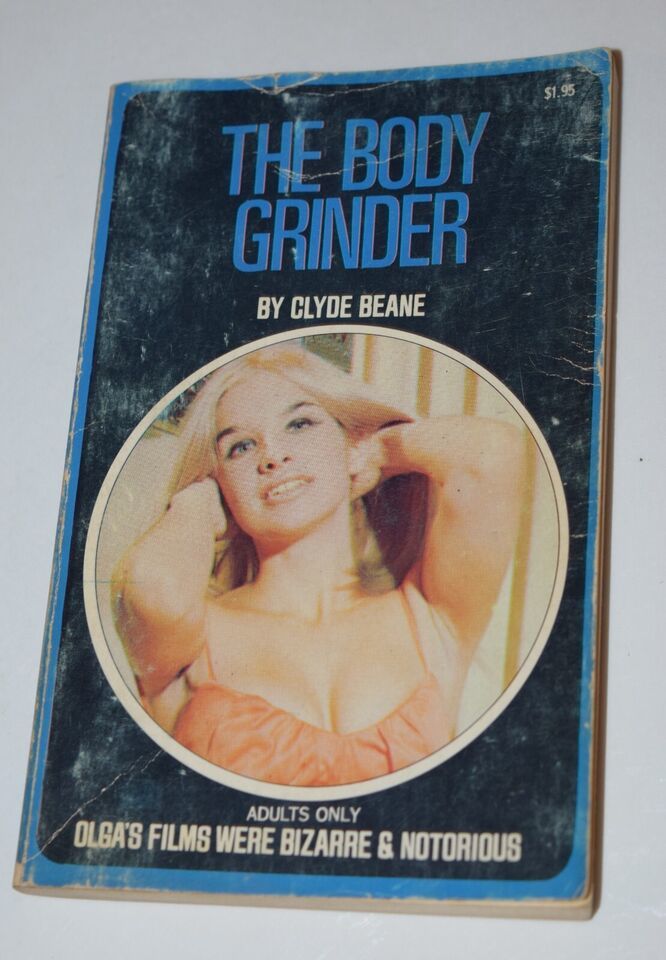 $1.95
THE BODY
GRINDER
BY CLYDE BEANE
ADULTS ONLY
OLGA'S FILMS WERE BIZARRE & NOTORIOUS